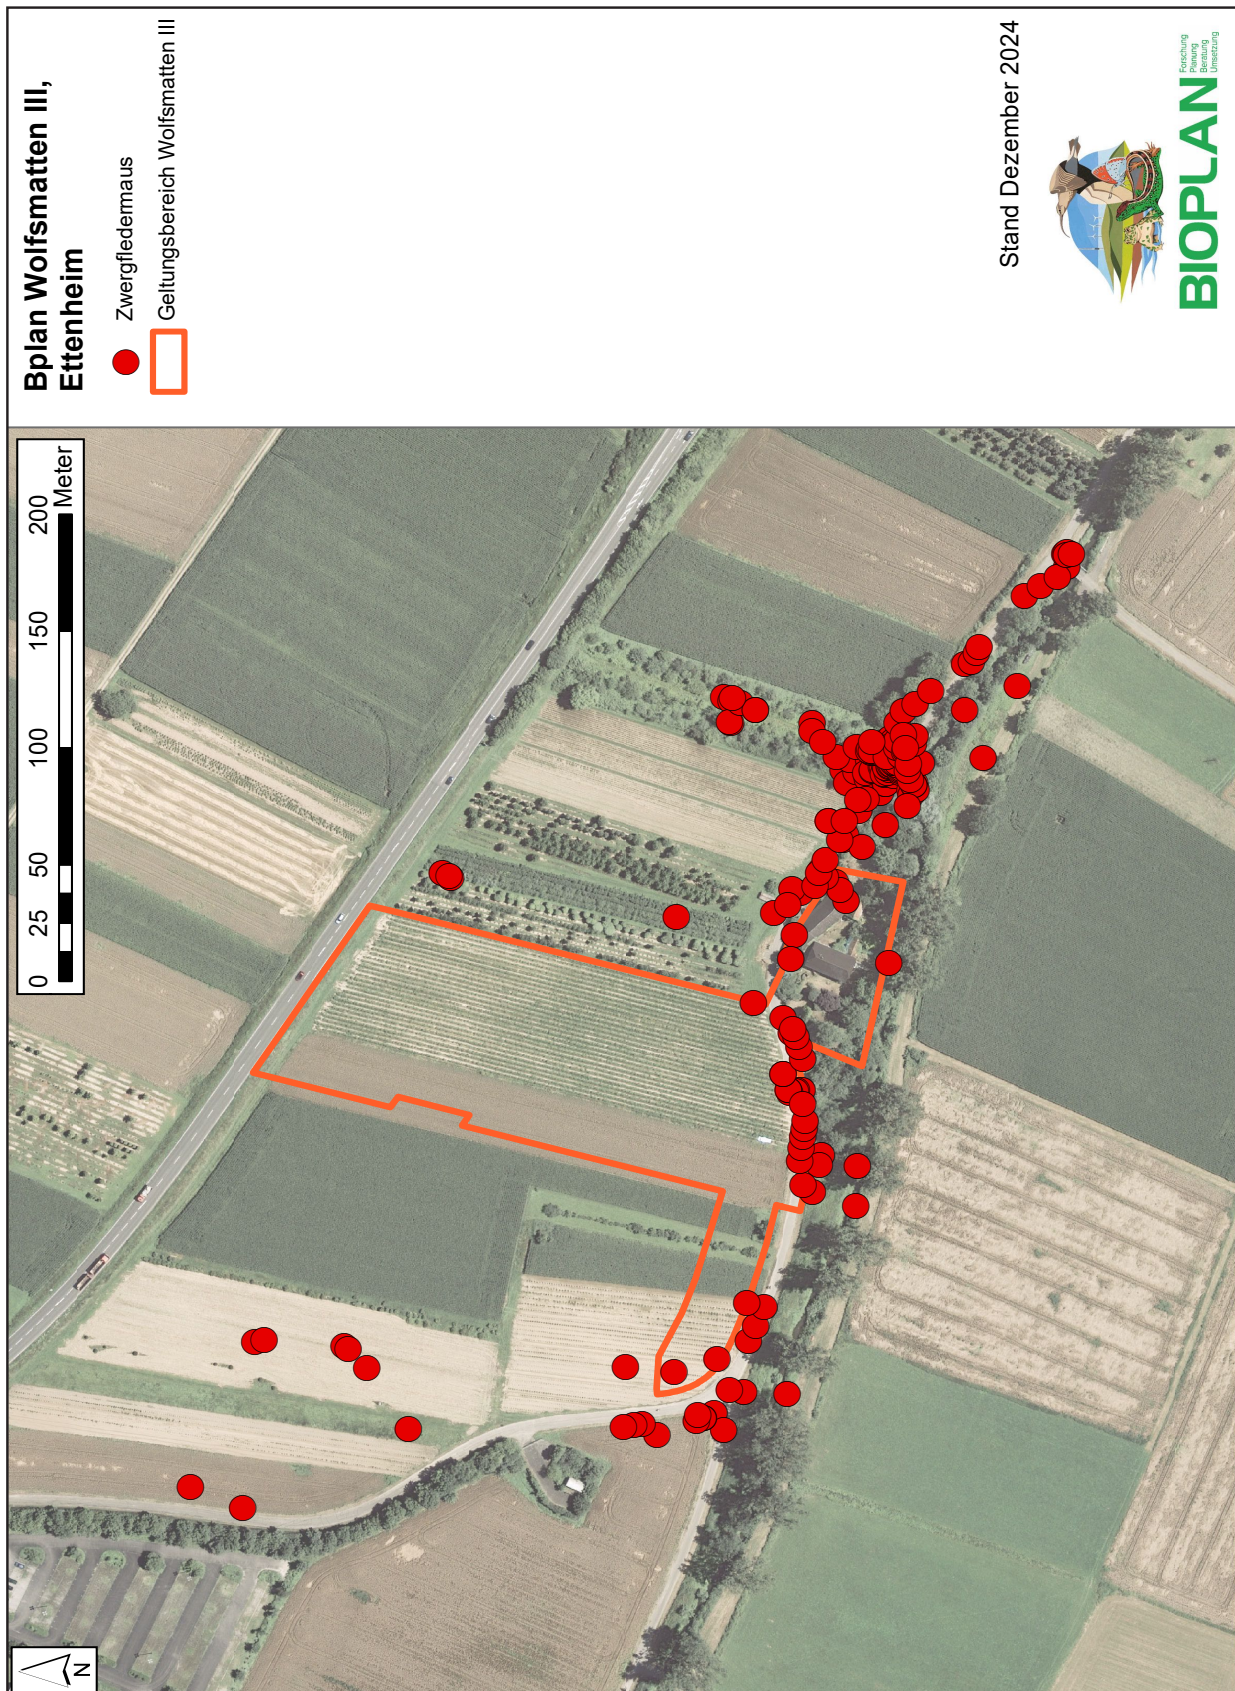 Bplan Wolfsmatten III,
Ettenheim
Zwergfledermaus
Geltungsbereich Wolfsmatten III
0 25 50 100 150 200
Meter
N
Stand Dezember 2024
BIOPLAN
Forschung
Planung
Beratung
Umsetzung